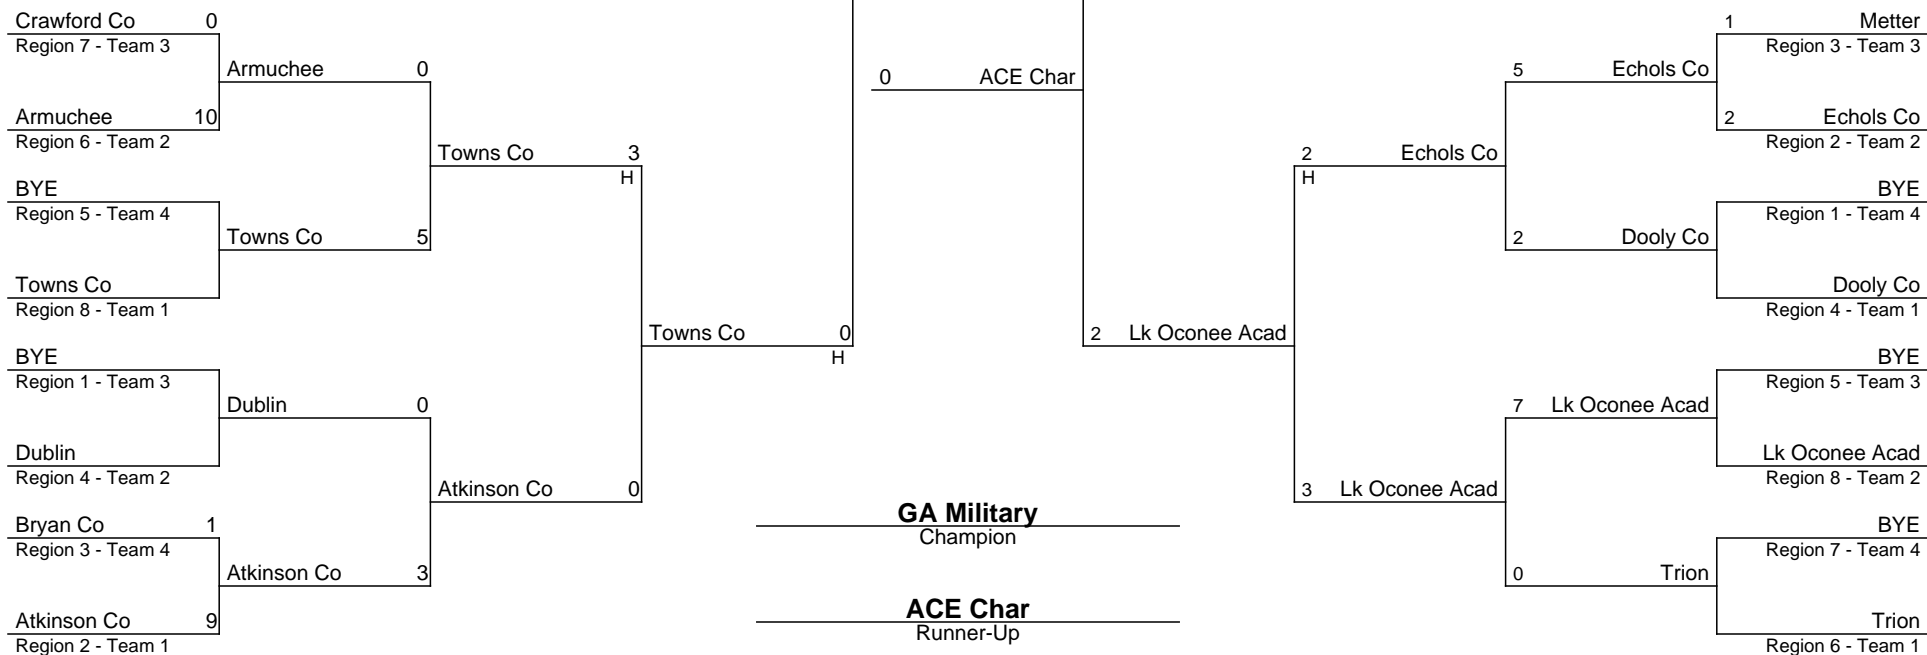 Crawford Co 0
Region 7 - Team 3
Armuchee 0
Armuchee 10
Region 6 - Team 2
Towns Co 3
H
BYE
Region 5 - Team 4
Towns Co 5
Towns Co
Region 8 - Team 1
Towns Co 0
H
BYE
Region 1 - Team 3
Dublin 0
Dublin
Region 4 - Team 2
Atkinson Co 0
Bryan Co 1
Region 3 - Team 4
Atkinson Co 3
Atkinson Co 9
Region 2 - Team 1
0 ACE Char
GA Military
Champion
ACE Char
Runner-Up
1 Metter
Region 3 - Team 3
5 Echols Co
2 Echols Co
Region 2 - Team 2
2 Echols Co
H
BYE
Region 1 - Team 4
2 Dooly Co
Dooly Co
Region 4 - Team 1
2 Lk Oconee Acad
BYE
Region 5 - Team 3
7 Lk Oconee Acad
Lk Oconee Acad
Region 8 - Team 2
3 Lk Oconee Acad
BYE
Region 7 - Team 4
0 Trion
Trion
Region 6 - Team 1